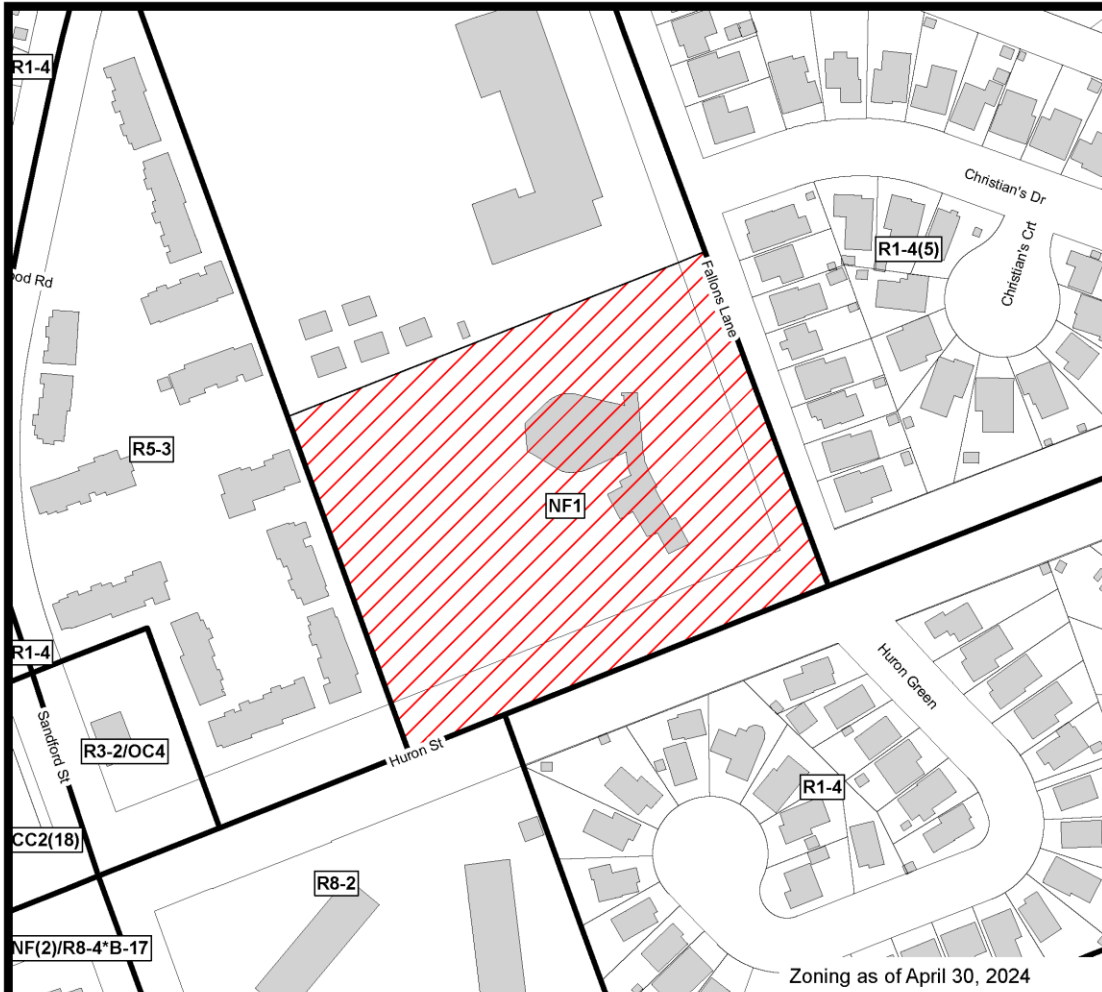 R1-4
Christian's Dr
R1-4(5)
Christian's Crt
ood Rd
Fallons Lane
R5-3
NF1
R1-4
Huron Green
Sandford St
R3-2/OC4
Huron St
R1-4
CC2(18)
R8-2
NF(2)/R8-4*B-17
Zoning as of April 30, 2024